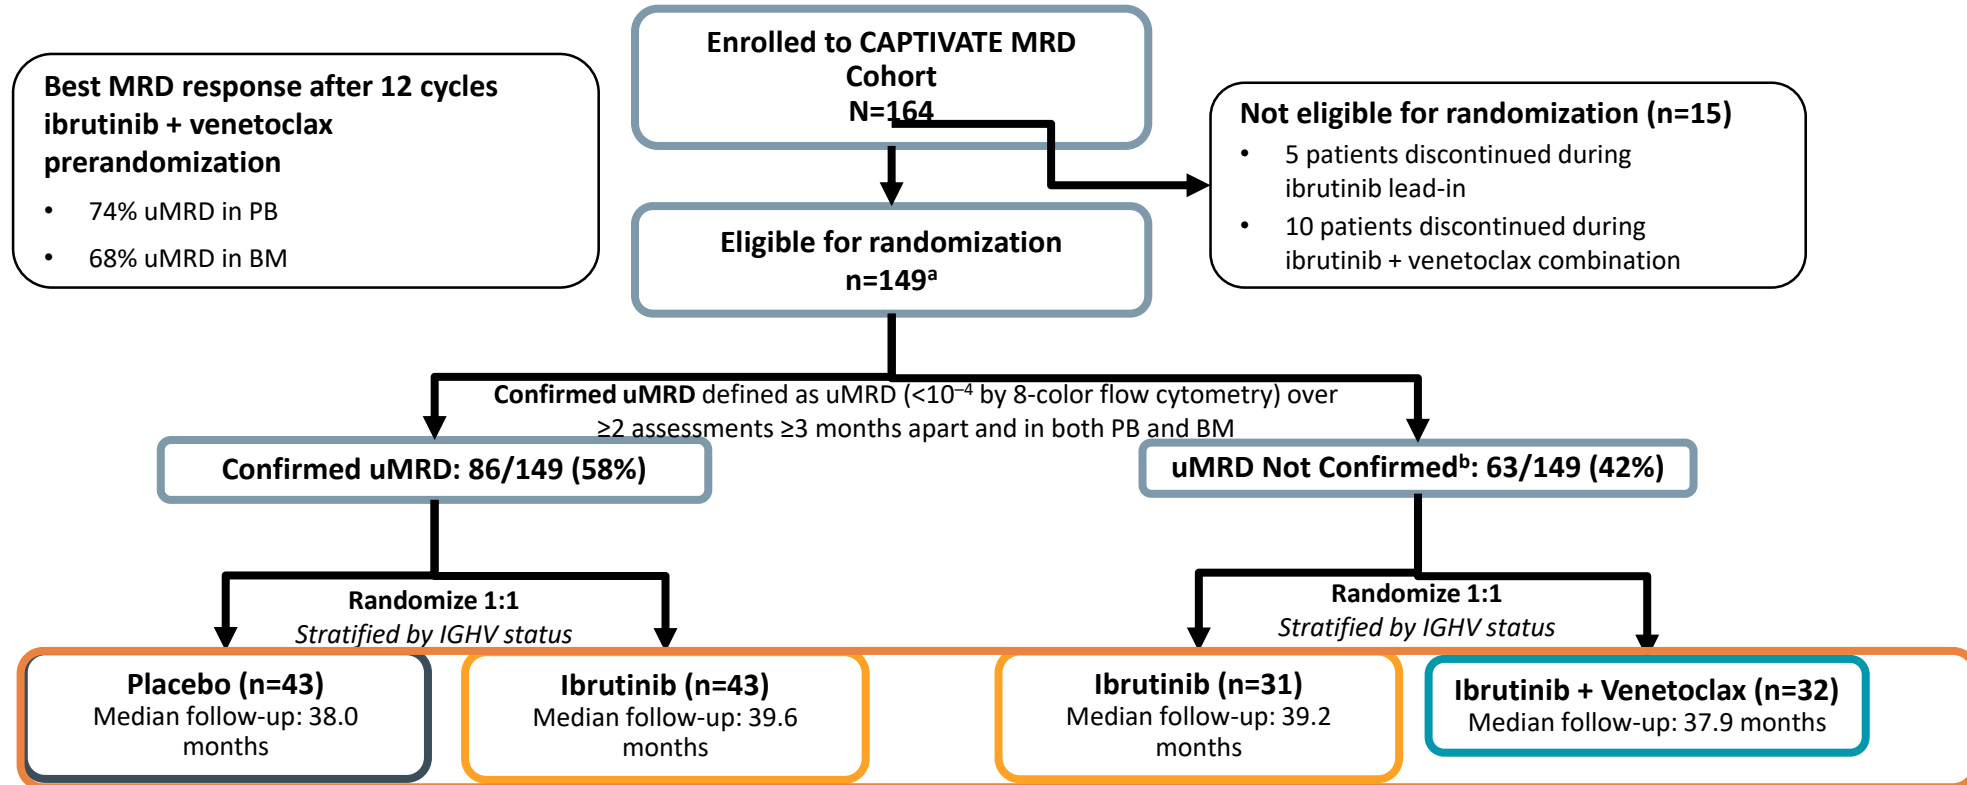 Enrolled to CAPTIVATE MRD
Cohort
N=164
Best MRD response after 12 cycles
ibrutinib + venetoclax
prerandomization
• 74% uMRD in PB
• 68% uMRD in BM
Not eligible for randomization (n=15)
• 5 patients discontinued during
ibrutinib lead-in
• 10 patients discontinued during
ibrutinib + venetoclax combination
Eligible for randomization
n=149ᵃ
Confirmed uMRD defined as uMRD (<10⁻⁴ by 8-color flow cytometry) over
≥2 assessments ≥3 months apart and in both PB and BM
Confirmed uMRD: 86/149 (58%)
uMRD Not Confirmedᵇ: 63/149 (42%)
Randomize 1:1
Stratified by IGHV status
Randomize 1:1
Stratified by IGHV status
Placebo (n=43)
Median follow-up: 38.0
months
Ibrutinib (n=43)
Median follow-up: 39.6
months
Ibrutinib (n=31)
Median follow-up: 39.2
months
Ibrutinib + Venetoclax (n=32)
Median follow-up: 37.9 months